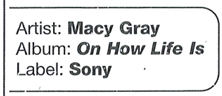 Artist: Macy Gray
Album: On How Life Is
Label: Sony